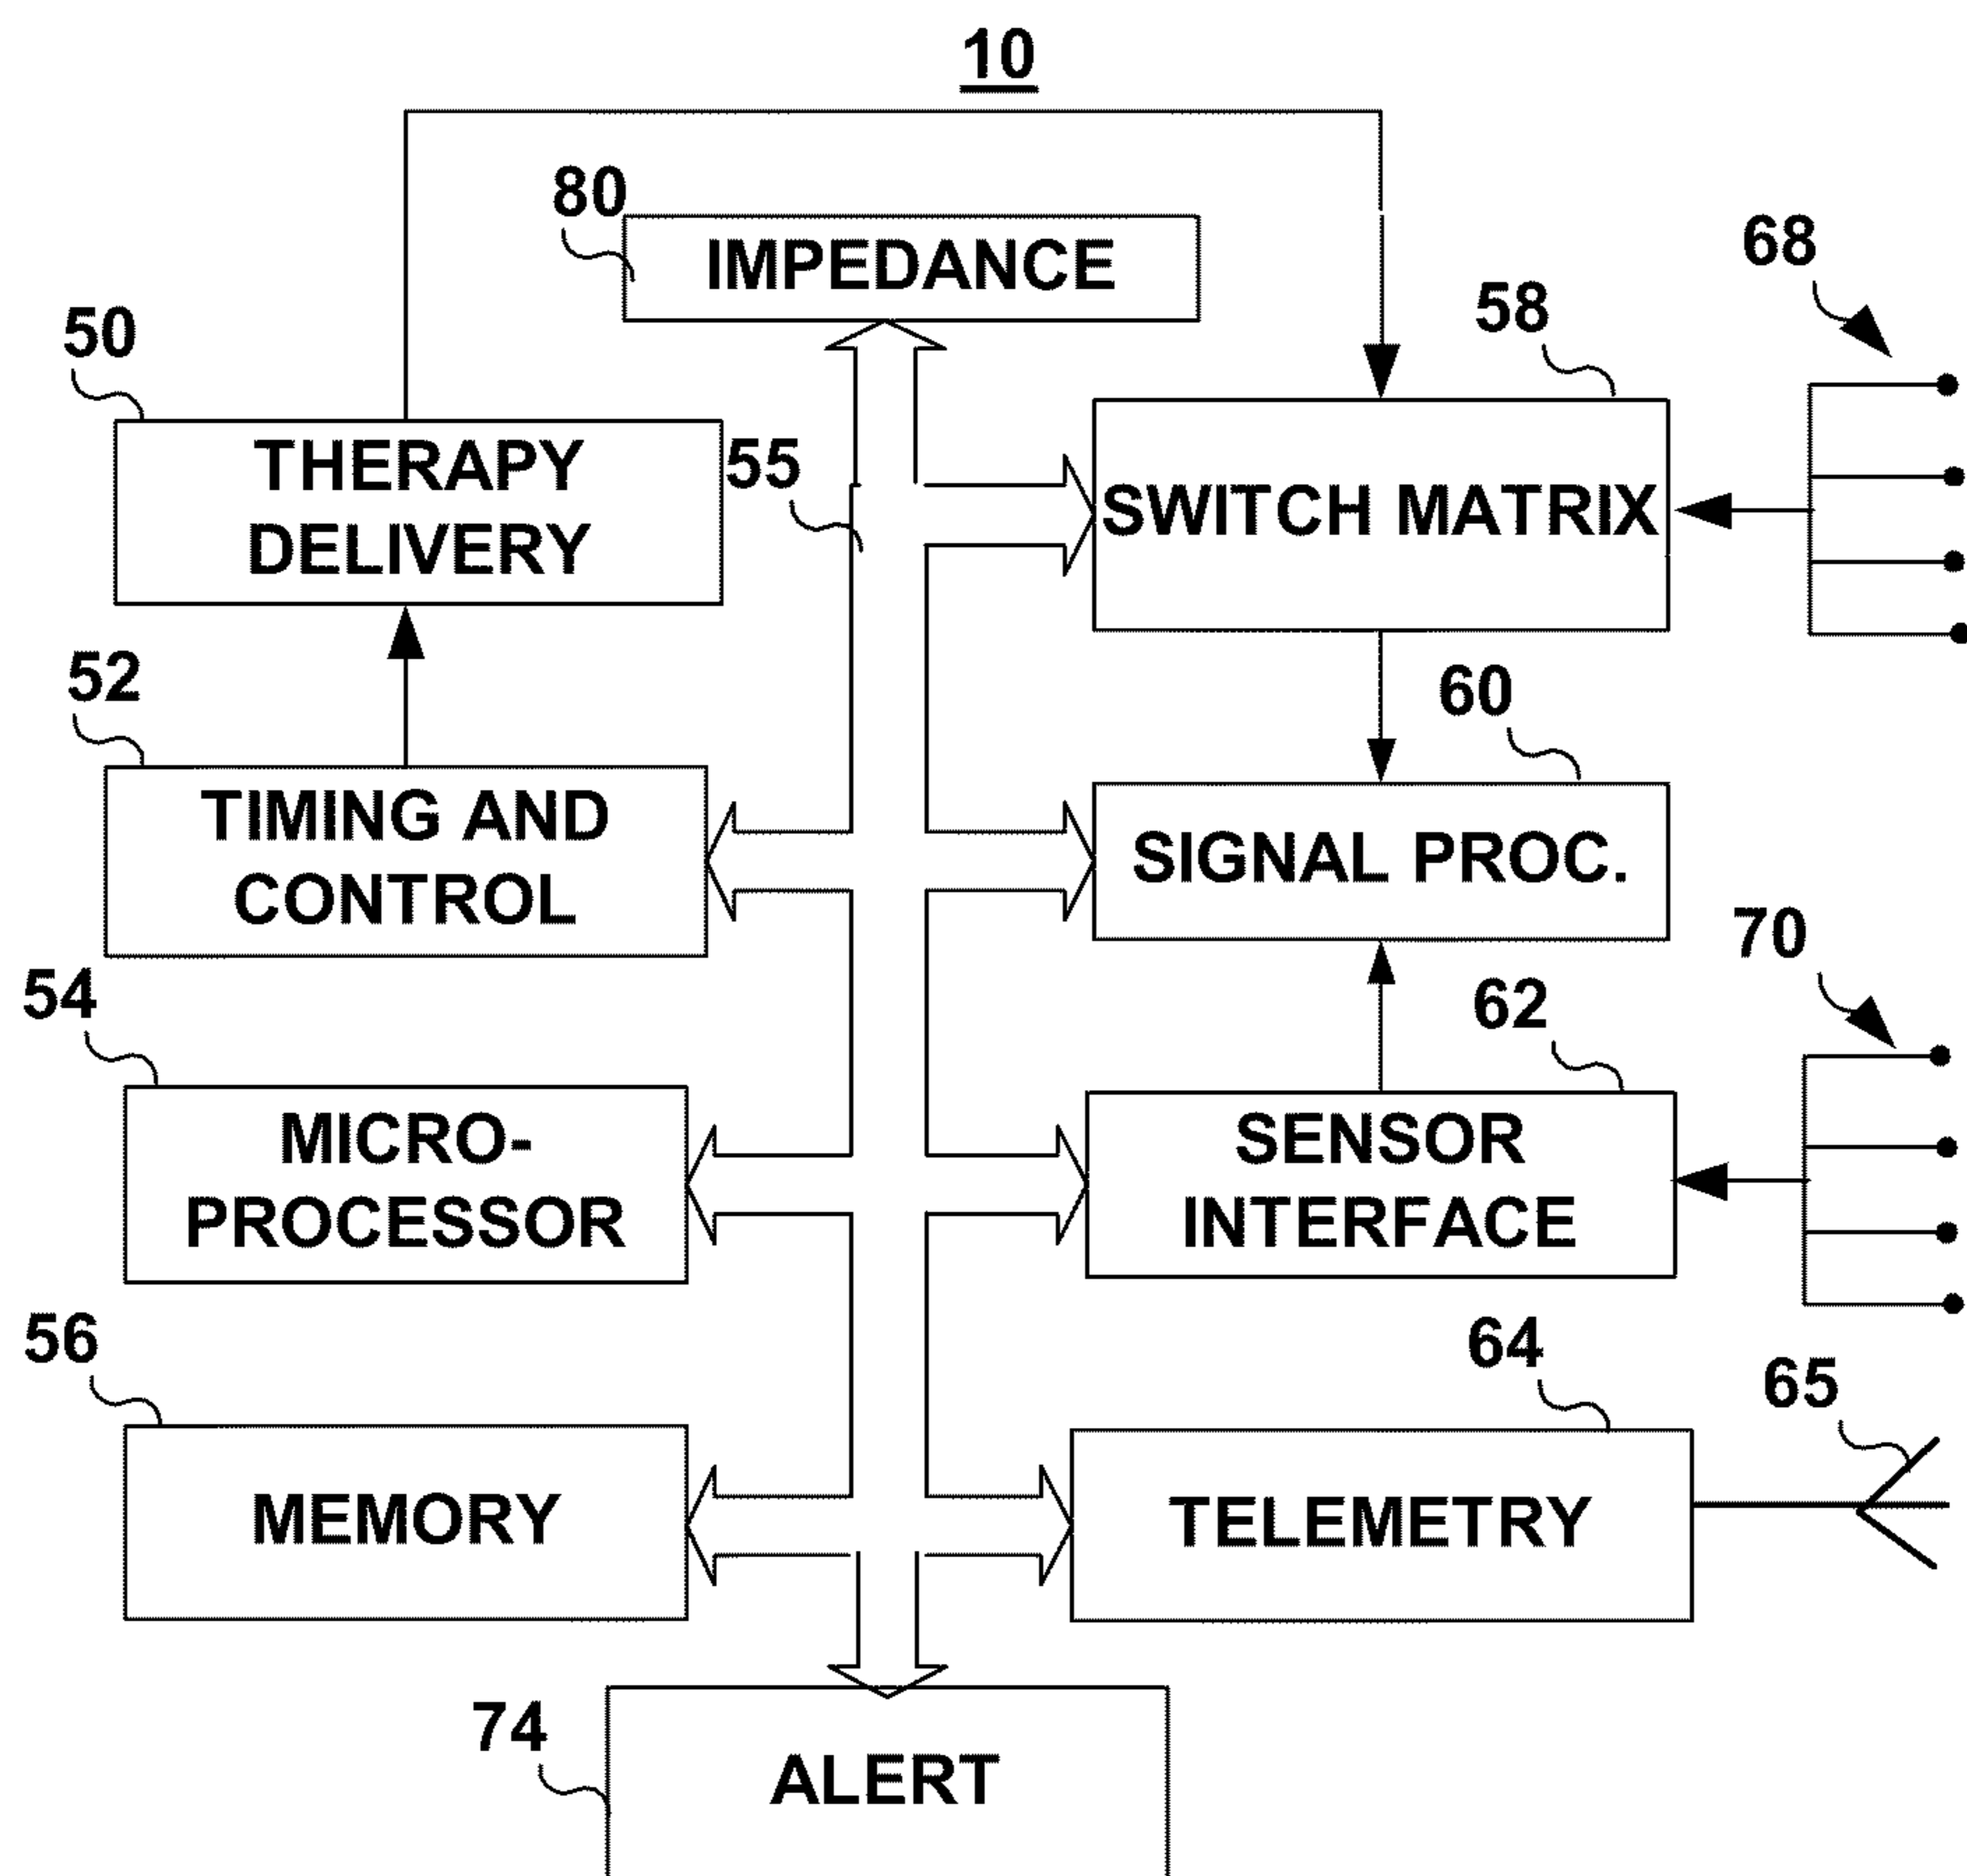 10
80
IMPEDANCE
68
58
50
THERAPY
DELIVERY
55
SWITCH MATRIX
52
60
TIMING AND
CONTROL
SIGNAL PROC.
70
54
62
MICRO-
PROCESSOR
SENSOR
INTERFACE
56
64
65
MEMORY
TELEMETRY
74
ALERT